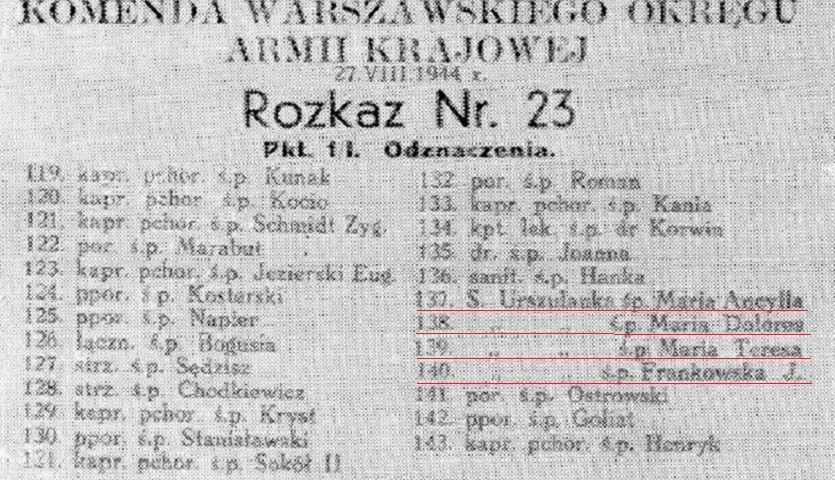 KOMENDA WARSZAWSKIEGO OKRĘGU
ARMII KRAJOWEJ
27.VIII.1944 r.
Rozkaz Nr. 23
Pkt. 11. Odznaczenia.
119. kapr. pchor. ś.p. Kunak
120. kapr. pchor ś.p. Kocio
121. kapr. pchor. ś.p. Schmidt Zyg.
122. por. ś.p. Marabut
123. kapr. pchor. ś.p. Jezierski Eug.
124. ppor. ś p. Kosterski
125. ppor. ś.p. Napier
126. łączn. ś.p. Bogusia
127. strz. ś.p. Sędzisz
128. strz. ś.p. Chodkiewicz
129. kapr. pchor. ś.p. Kryst
130. ppor. ś.p. Stanisławski
131. kapr. pchor. ś.p. Sokół II
132. por. ś.p. Roman
133. kapr. pchor. ś.p. Kania
134. kpt. lek. ś.p. dr Korwin
135. dr. ś.p. Joanna
136. sanit. ś.p. Hanka
137. S. Urszulanka śp. Maria Ancylla
138. „ „ ś.p. Maria Dolores
139. „ „ ś.p. Maria Teresa
140. „ „ ś.p. Frankowska J.
141. por. ś.p. Ostrowski
142. ppor. ś.p. Goliat
143. kapr. pchor. ś.p. Henryk